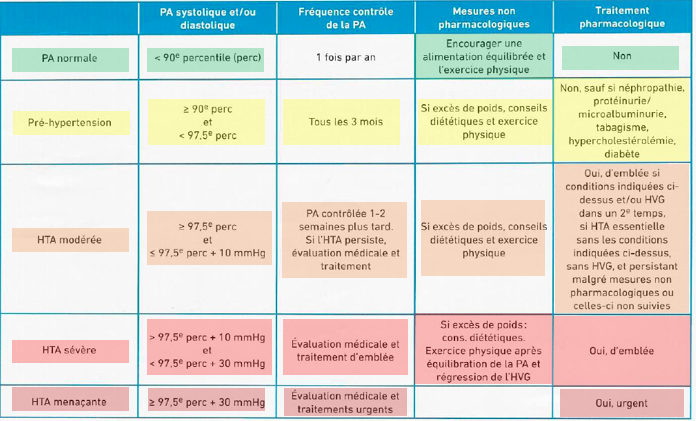 PA systolique et/ou
diastolique
Fréquence contrôle
de la PA
Mesures non
pharmacologiques
Traitement
pharmacologique
PA normale
< 90e percentile (perc)
1 fois par an
Encourager une
alimentation équilibrée et
l'exercice physique
Non
Pré-hypertension
≥ 90e perc
et
< 97,5e perc
Tous les 3 mois
Si excès de poids, conseils
diététiques et exercice
physique
Non, sauf si néphropathie,
protéinurie/
microalbuminurie,
tabagisme,
hypercholestérolémie,
diabète
HTA modérée
≥ 97,5e perc
et
≤ 97,5e perc + 10 mmHg
PA contrôlée 1-2
semaines plus tard.
Si l'HTA persiste,
évaluation médicale et
traitement
Si excès de poids, conseils
diététiques et exercice
physique
Oui, d'emblée si
conditions indiquées ci-
dessus et/ou HVG
dans un 2e temps,
si HTA essentielle
sans les conditions
indiquées ci-dessus,
sans HVG, et persistant
malgré mesures non
pharmacologiques ou
celles-ci non suivies
HTA sévère
> 97,5e perc + 10 mmHg
et
< 97,5e perc + 30 mmHg
Évaluation médicale et
traitement d'emblée
Si excès de poids:
cons. diététiques.
Exercice physique après
équilibration de la PA et
régression de l'HVG
Oui, d'emblée
HTA menaçante
≥ 97,5e perc + 30 mmHg
Évaluation médicale et
traitements urgents
Oui, urgent